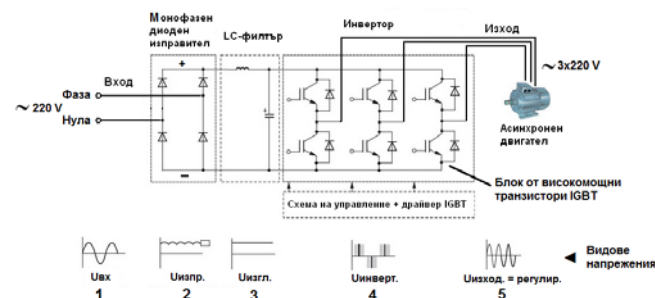 Монофазен
диоден
изправител
LC-филтър
Инвертор
Изход
+
Вход
Фаза
~ 220 V
Нула
–
+
~ 3x220 V
Асинхронен
двигател
Блок от високомощни
транзистори IGBT
Схема на управление + драйвер IGBT
Uвх
Uизпр.
Uизгл.
Uинверт.
Uизход. = регулир.
Видове
напрежения
1
2
3
4
5